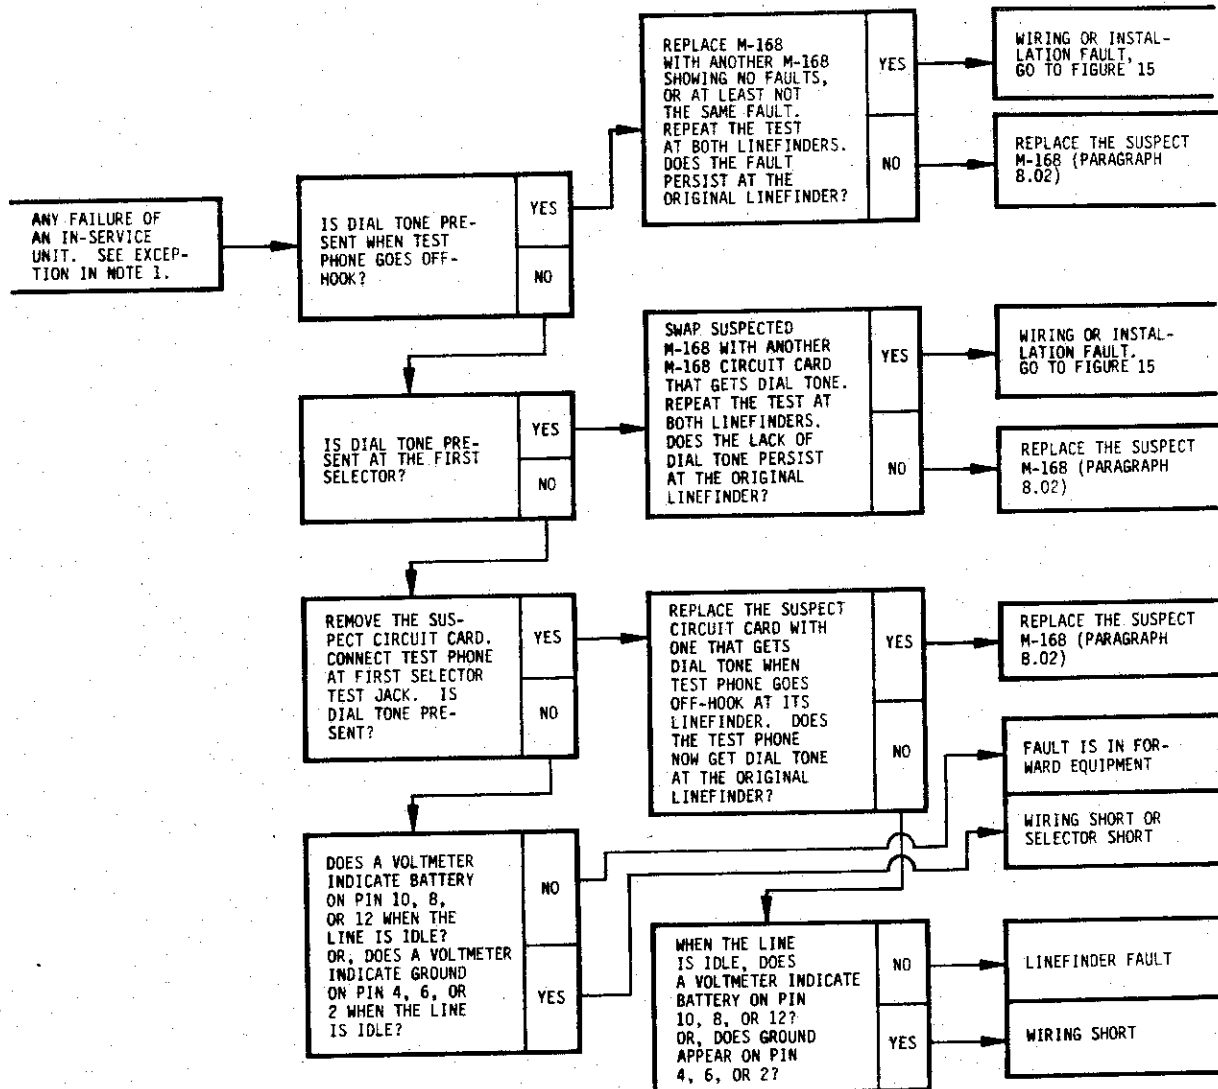 ANY FAILURE OF
AN IN-SERVICE
UNIT. SEE EXCEP-
TION IN NOTE 1.
IS DIAL TONE PRE-
SENT WHEN TEST
PHONE GOES OFF-
HOOK?
YES
NO
REPLACE M-168
WITH ANOTHER M-168
SHOWING NO FAULTS,
OR AT LEAST NOT
THE SAME FAULT.
REPEAT THE TEST
AT BOTH LINEFINDERS.
DOES THE FAULT
PERSIST AT THE
ORIGINAL LINEFINDER?
YES
NO
WIRING OR INSTAL-
LATION FAULT,
GO TO FIGURE 15
REPLACE THE SUSPECT
M-168 (PARAGRAPH
8.02)
IS DIAL TONE PRE-
SENT AT THE FIRST
SELECTOR?
YES
NO
SWAP SUSPECTED
M-168 WITH ANOTHER
M-168 CIRCUIT CARD
THAT GETS DIAL TONE.
REPEAT THE TEST AT
BOTH LINEFINDERS.
DOES THE LACK OF
DIAL TONE PERSIST
AT THE ORIGINAL
LINEFINDER?
YES
NO
WIRING OR INSTAL-
LATION FAULT.
GO TO FIGURE 15
REPLACE THE SUSPECT
M-168 (PARAGRAPH
8.02)
REMOVE THE SUS-
PECT CIRCUIT CARD.
CONNECT TEST PHONE
AT FIRST SELECTOR
TEST JACK. IS
DIAL TONE PRE-
SENT?
YES
NO
REPLACE THE SUSPECT
CIRCUIT CARD WITH
ONE THAT GETS
DIAL TONE WHEN
TEST PHONE GOES
OFF-HOOK AT ITS
LINEFINDER. DOES
THE TEST PHONE
NOW GET DIAL TONE
AT THE ORIGINAL
LINEFINDER?
YES
NO
REPLACE THE SUSPECT
M-168 (PARAGRAPH
8.02)
FAULT IS IN FOR-
WARD EQUIPMENT
WIRING SHORT OR
SELECTOR SHORT
DOES A VOLTMETER
INDICATE BATTERY
ON PIN 10, 8,
OR 12 WHEN THE
LINE IS IDLE?
OR, DOES A VOLTMETER
INDICATE GROUND
ON PIN 4, 6, OR
2 WHEN THE LINE
IS IDLE?
NO
YES
WHEN THE LINE
IS IDLE, DOES
A VOLTMETER INDICATE
BATTERY ON PIN
10, 8, OR 12?
OR, DOES GROUND
APPEAR ON PIN
4, 6, OR 2?
NO
YES
LINEFINDER FAULT
WIRING SHORT